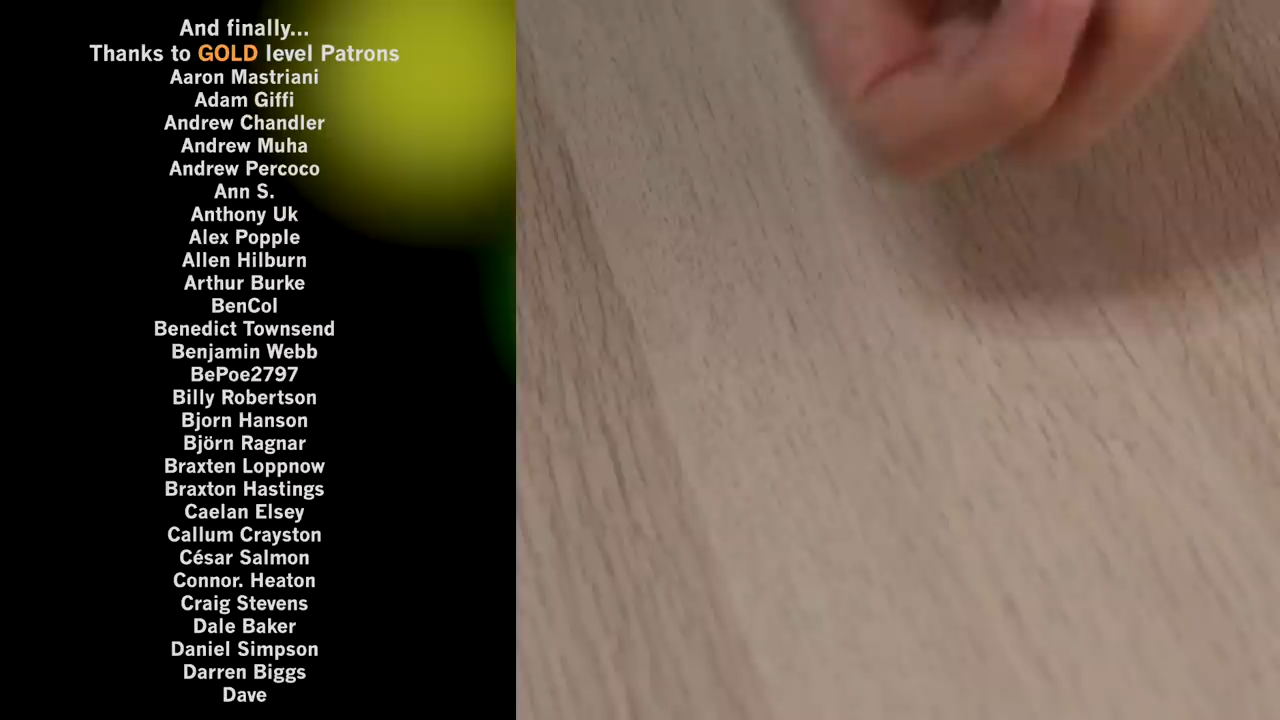 And finally...
Thanks to GOLD level Patrons
Aaron Mastriani
Adam Giffi
Andrew Chandler
Andrew Muha
Andrew Percoco
Ann S.
Anthony Uk
Alex Popple
Allen Hilburn
Arthur Burke
BenCol
Benedict Townsend
Benjamin Webb
BePoe2797
Billy Robertson
Bjorn Hanson
Björn Ragnar
Braxten Loppnow
Braxton Hastings
Caelan Elsey
Callum Crayston
César Salmon
Connor. Heaton
Craig Stevens
Dale Baker
Daniel Simpson
Darren Biggs
Dave